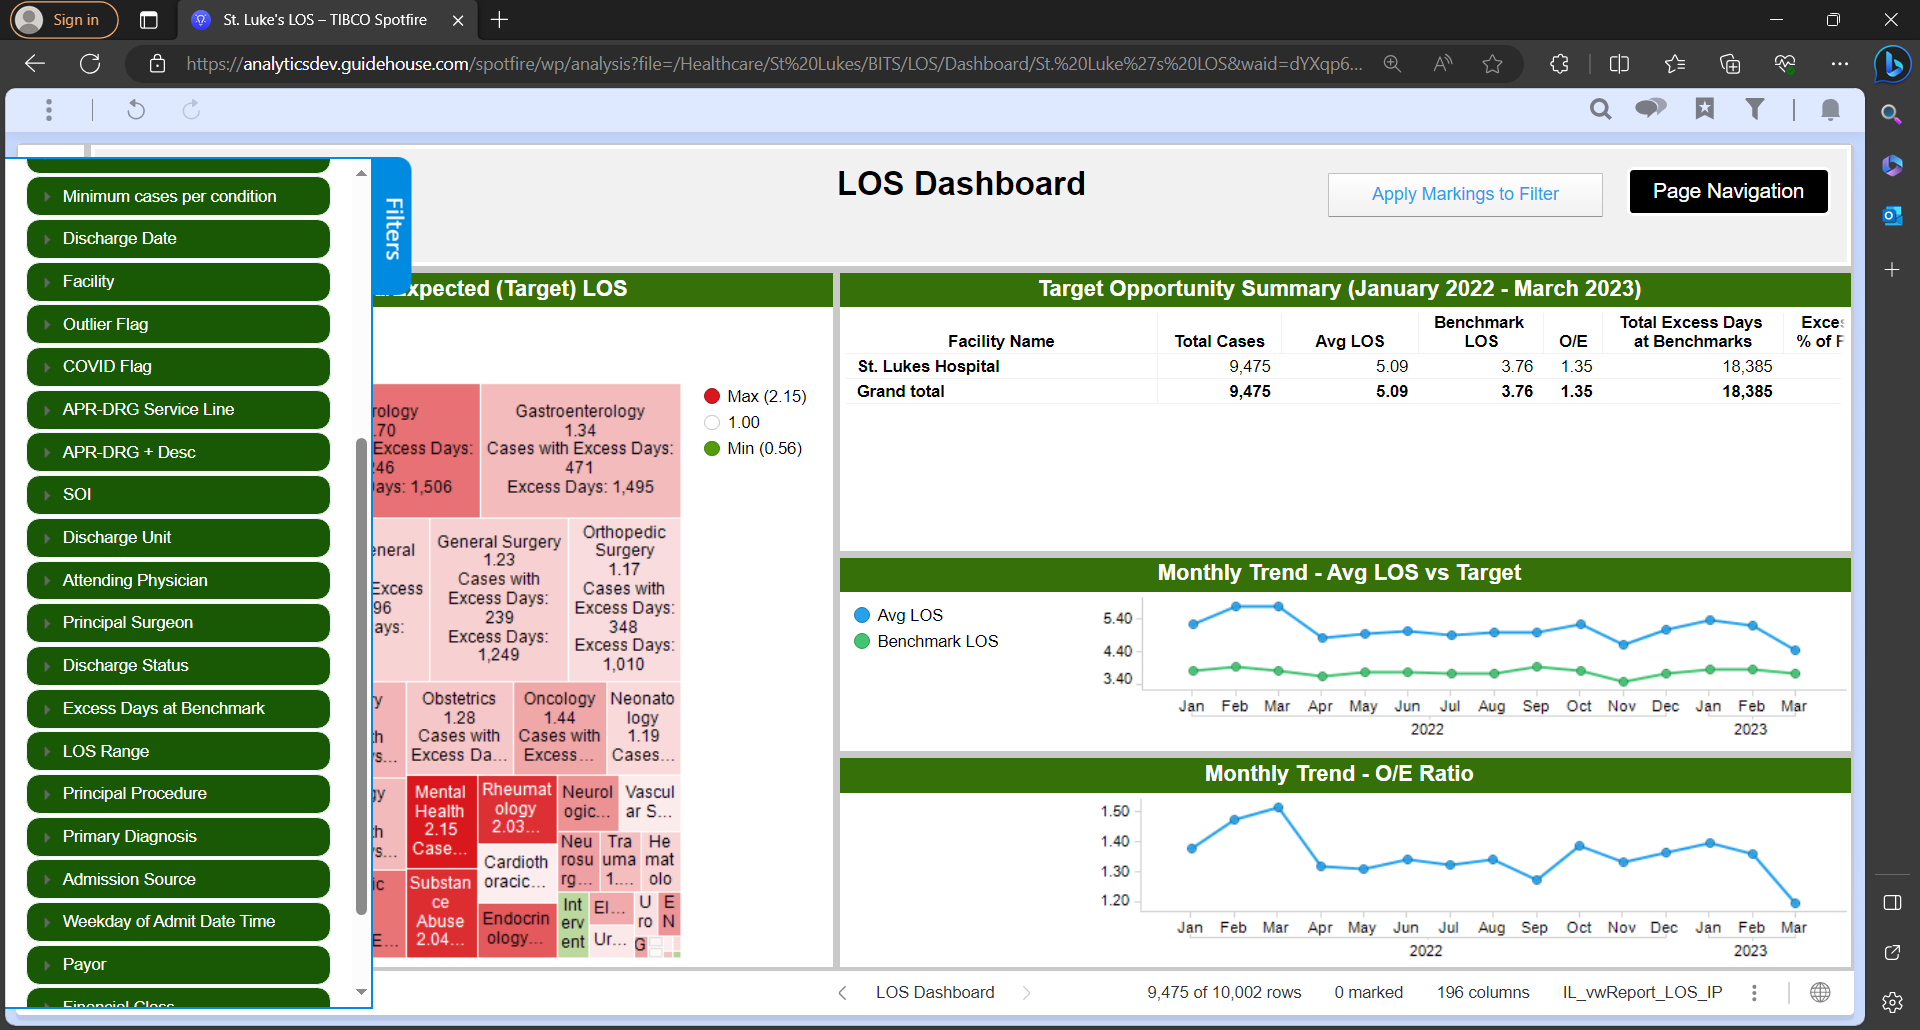 Sign in
St. Luke's LOS – TIBCO Spotfire
https://analyticsdev.guidehouse.com/spotfire/wp/analysis?file=/Healthcare/St%20Lukes/BITS/LOS/Dashboard/St.%20Luke%27s%20LOS&waid=dYXqp6...
LOS Dashboard
Apply Markings to Filter
Page Navigation
Filters
Minimum cases per condition
Discharge Date
Facility
Outlier Flag
COVID Flag
APR-DRG Service Line
APR-DRG + Desc
SOI
Discharge Unit
Attending Physician
Principal Surgeon
Discharge Status
Excess Days at Benchmark
LOS Range
Principal Procedure
Primary Diagnosis
Admission Source
Weekday of Admit Date Time
Payor
Financial Class
Expected (Target) LOS
rology
.70
Excess Days:
46
ays: 1,506
Gastroenterology
1.34
Cases with Excess Days:
471
Excess Days: 1,495
Max (2.15)
1.00
Min (0.56)
eneral
Excess
96
ays:
General Surgery
1.23
Cases with
Excess Days:
239
Excess Days:
1,249
Orthopedic
Surgery
1.17
Cases with
Excess Days:
348
Excess Days:
1,010
y
h
s...
Obstetrics
1.28
Cases with
Excess Da...
Oncology
1.44
Cases with
Excess...
Neonato
logy
1.19
Cases...
gy
h
s...
Mental
Health
2.15
Case...
Rheumat
ology
2.03...
Neurol
ogic...
Vascul
ar S...
Cardioth
oracic...
Neu
rosu
rg...
Tra
uma
1....
He
mat
olo
ic
E...
Substan
ce
Abuse
2.04...
Endocrin
ology...
Int
erv
ent
El...
Ur...
U
ro
E
N
G
Target Opportunity Summary (January 2022 - March 2023)
Facility Name Total Cases Avg LOS Benchmark LOS O/E Total Excess Days at Benchmarks Exces % of F
St. Lukes Hospital 9,475 5.09 3.76 1.35 18,385
Grand total 9,475 5.09 3.76 1.35 18,385
Monthly Trend - Avg LOS vs Target
Avg LOS
Benchmark LOS
5.40
4.40
3.40
Jan Feb Mar Apr May Jun Jul Aug Sep Oct Nov Dec Jan Feb Mar
2022 2023
Monthly Trend - O/E Ratio
1.50
1.40
1.30
1.20
Jan Feb Mar Apr May Jun Jul Aug Sep Oct Nov Dec Jan Feb Mar
2022 2023
LOS Dashboard
9,475 of 10,002 rows 0 marked 196 columns IL_vwReport_LOS_IP